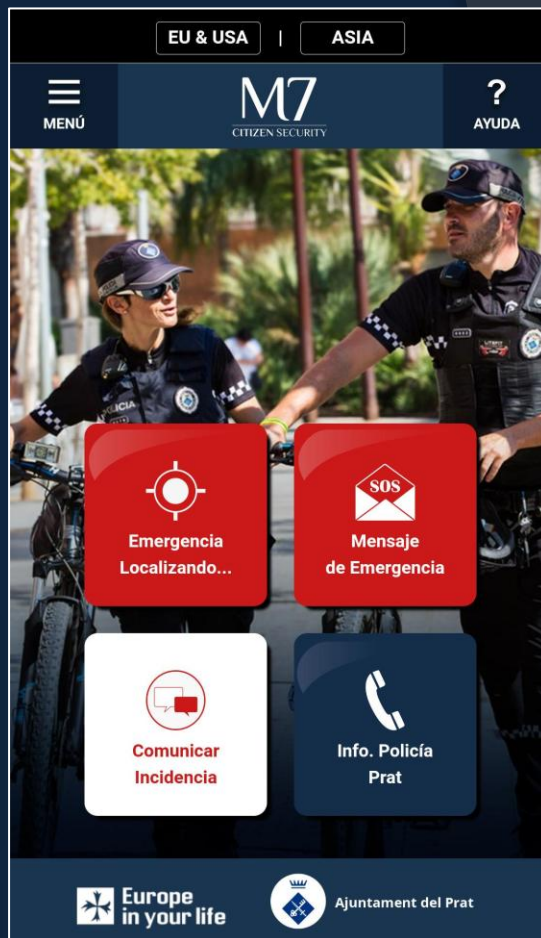 EU & USA | ASIA
MENÚ
M7
CITIZEN SECURITY
?
AYUDA
POLICIA
SOS
Emergencia
Localizando...
Mensaje
de Emergencia
Comunicar
Incidencia
Info. Policía
Prat
Europe
in your life
Ajuntament del Prat